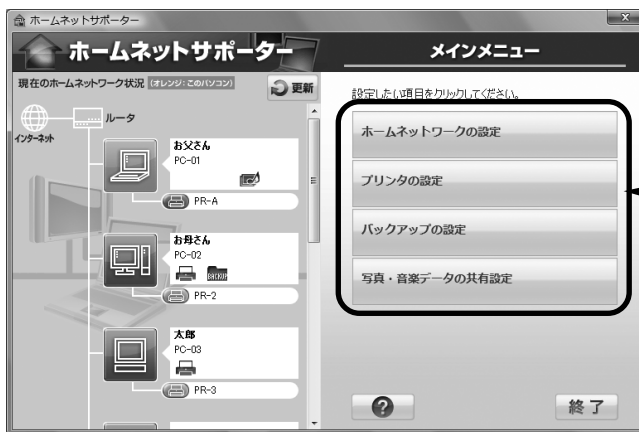 ホームネットサポーター
ホームネットサポーター
メインメニュー
現在のホームネットワーク状況 (オレンジ:このパソコン)
更新
設定したい項目をクリックしてください。
インターネット
ルータ
お父さん
PC-01
PR-A
お母さん
PC-02
BACKUP
PR-2
太郎
PC-03
PR-3
ホームネットワークの設定
プリンタの設定
バックアップの設定
写真・音楽データの共有設定
?
終了